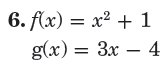 6. f(x) = x² + 1
g(x) = 3x − 4